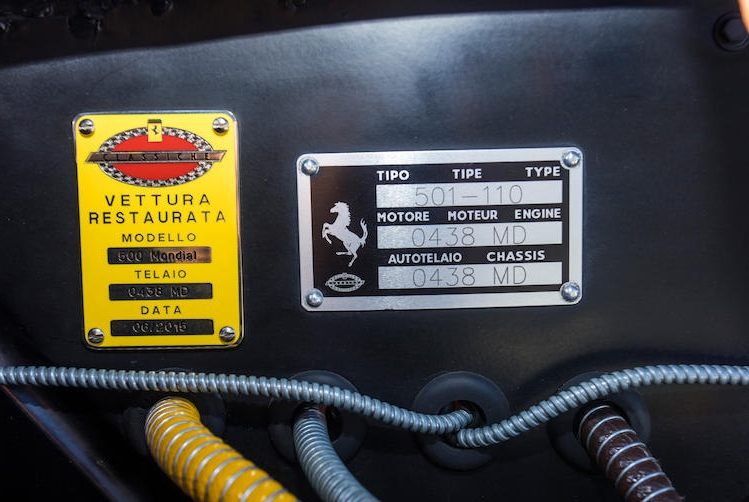 CLASSICHE
VETTURA
RESTAURATA
MODELLO
500 Mondial
TELAIO
0438 MD
DATA
06.2015
TIPO TIPE TYPE
501-110
MOTORE MOTEUR ENGINE
0438 MD
AUTOTELAIO CHASSIS
0438 MD